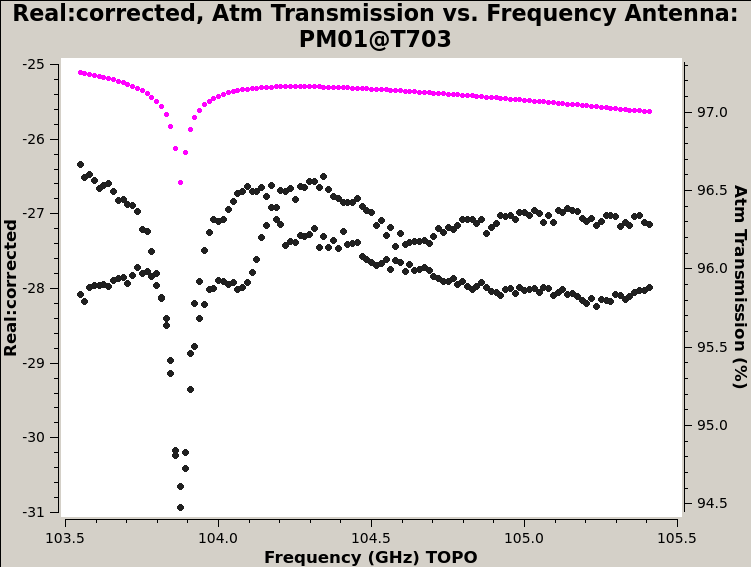 Real:corrected, Atm Transmission vs. Frequency Antenna:
PM01@T703
-25
-26
-27
-28
-29
-30
-31
Real:corrected
97.0
96.5
96.0
95.5
95.0
94.5
Atm Transmission (%)
103.5 104.0 104.5 105.0 105.5
Frequency (GHz) TOPO